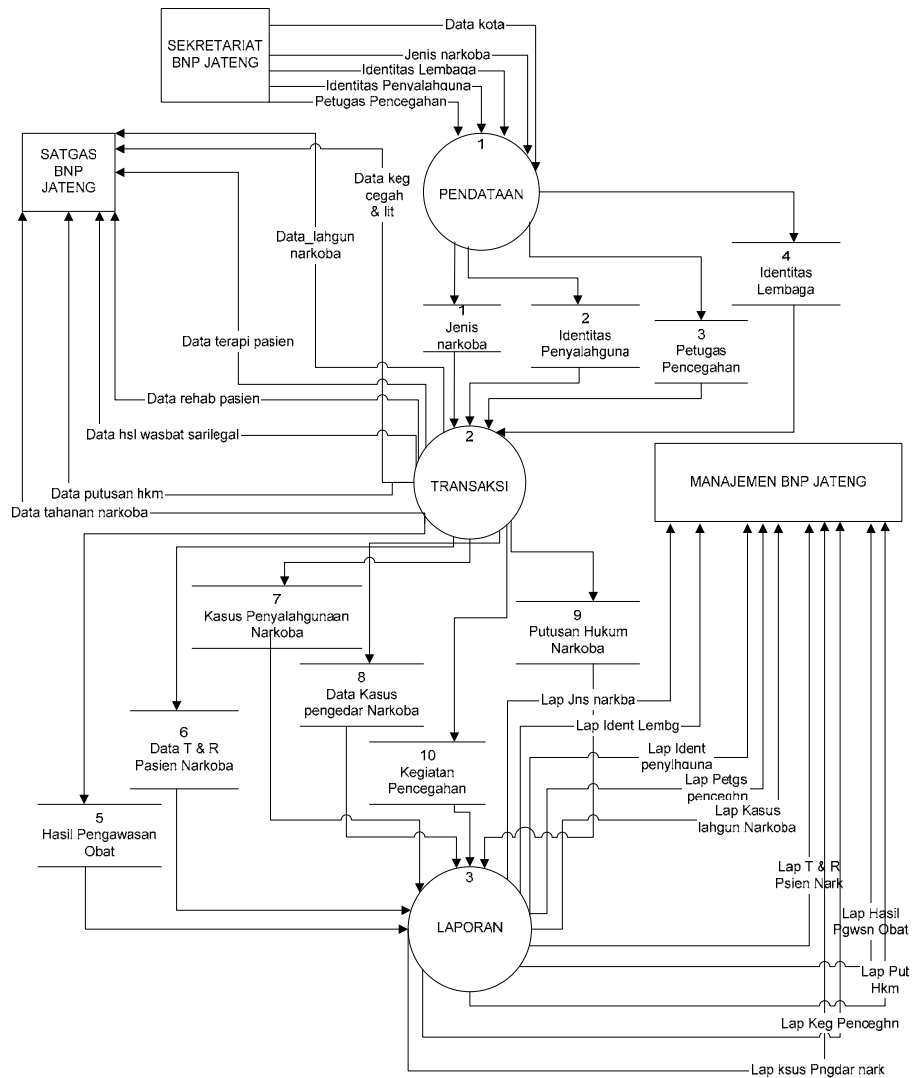 SEKRETARIAT
BNP JATENG
Data kota
Jenis narkoba
Identitas Lembaga
Identitas Penyalahguna
Petugas Pencegahan
SATGAS
BNP
JATENG
1
PENDATAAN
Data keg
cegah
& lit
Data_lahgun
narkoba
4
Identitas
Lembaga
1
Jenis
narkoba
2
Identitas
Penyalahguna
3
Petugas
Pencegahan
Data terapi pasien
Data rehab pasien
Data hsl wasbat sarilegal
2
TRANSAKSI
Data putusan hkm
Data tahanan narkoba
MANAJEMEN BNP JATENG
7
Kasus Penyalahgunaan
Narkoba
9
Putusan Hukum
Narkoba
8
Data Kasus
pengedar Narkoba
6
Data T & R
Pasien Narkoba
10
Kegiatan
Pencegahan
5
Hasil Pengawasan
Obat
Lap Jns narkba
Lap Ident Lembg
Lap Ident
penylhguna
Lap Petgs
penceghn
Lap Kasus
lahgun Narkoba
3
LAPORAN
Lap T & R
Psien Nark
Lap Hasil
Pgwsn Obat
Lap Put
Hkm
Lap Keg Penceghn
Lap ksus Pngdar nark